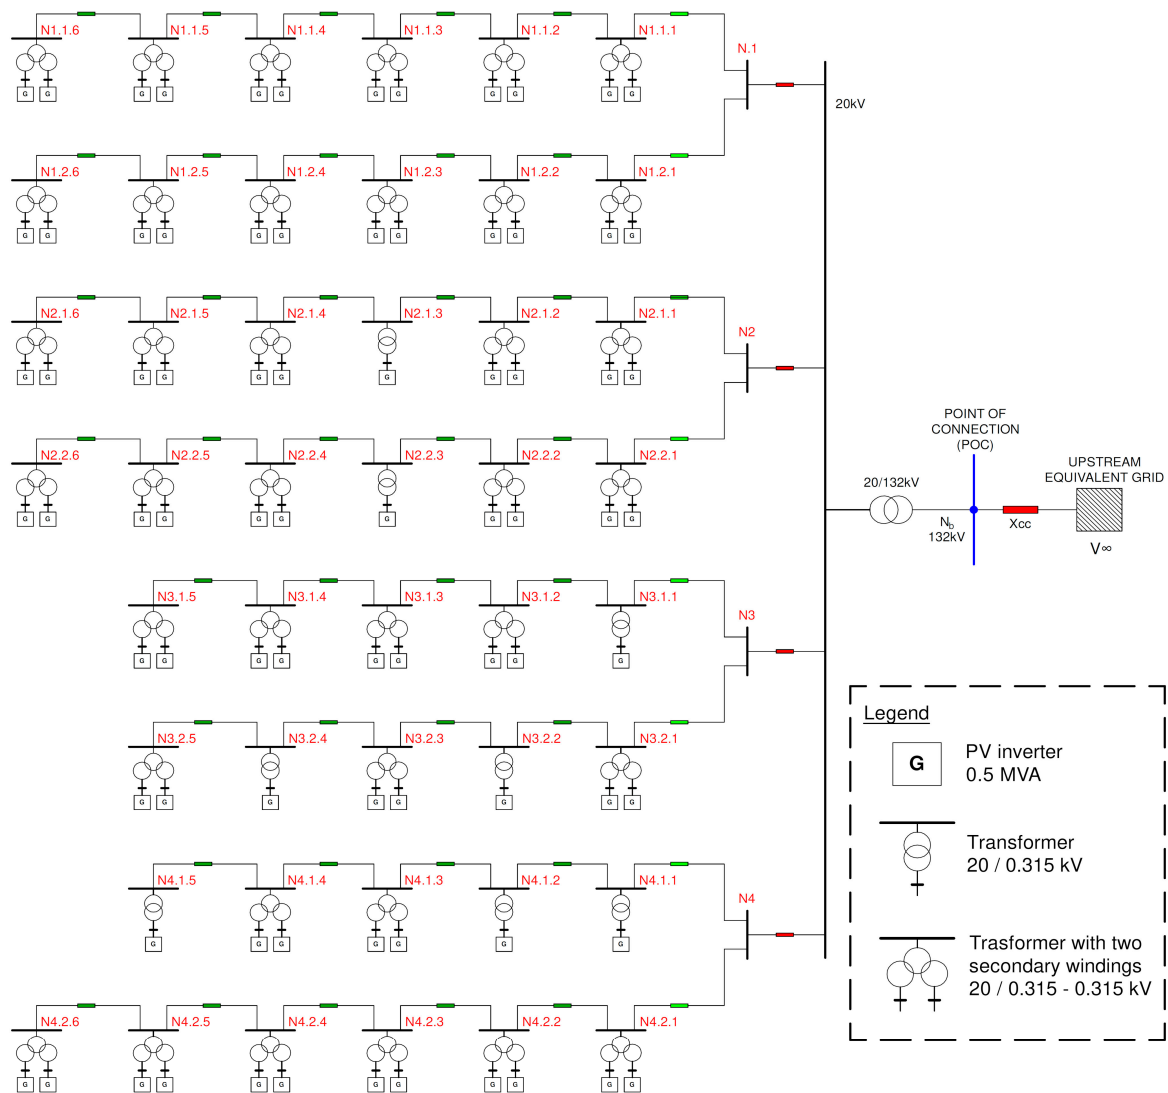 N1.1.6 N1.1.5 N1.1.4 N1.1.3 N1.1.2 N1.1.1
G G G G G G G G G G G G
N.1
20kV
N1.2.6 N1.2.5 N1.2.4 N1.2.3 N1.2.2 N1.2.1
G G G G G G G G G G G G
N2.1.6 N2.1.5 N2.1.4 N2.1.3 N2.1.2 N2.1.1
G G G G G G G G G G G
N2
N2.2.6 N2.2.5 N2.2.4 N2.2.3 N2.2.2 N2.2.1
G G G G G G G G G G G
POINT OF
CONNECTION
(POC)
UPSTREAM
EQUIVALENT GRID
20/132kV
Nb
132kV
Xcc
V∞
N3.1.5 N3.1.4 N3.1.3 N3.1.2 N3.1.1
G G G G G G G G G
N3
N3.2.5 N3.2.4 N3.2.3 N3.2.2 N3.2.1
G G G G G G G G
N4.1.5 N4.1.4 N4.1.3 N4.1.2 N4.1.1
G G G G G G G
N4
N4.2.6 N4.2.5 N4.2.4 N4.2.3 N4.2.2 N4.2.1
G G G G G G G G G G G G
Legend
G
PV inverter
0.5 MVA
Transformer
20 / 0.315 kV
Trasformer with two
secondary windings
20 / 0.315 - 0.315 kV